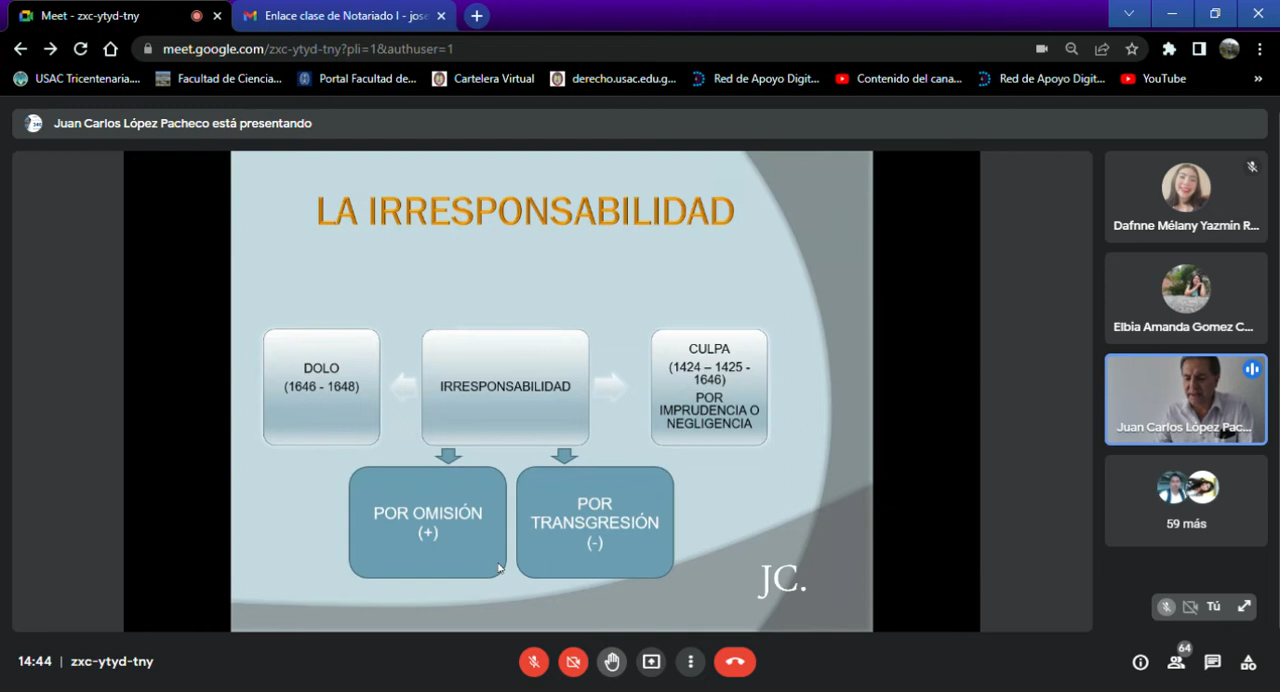 Meet - zxc-ytyd-tny
Enlace clase de Notariado I - jose
meet.google.com/zxc-ytyd-tny?pli=1&authuser=1
USAC Tricentenaria....
Facultad de Ciencia...
Portal Facultad de...
Cartelera Virtual
derecho.usac.edu.g...
Red de Apoyo Digit...
Contenido del cana...
Red de Apoyo Digit...
YouTube
»
Juan Carlos López Pacheco está presentando
LA IRRESPONSABILIDAD
DOLO
(1646 - 1648)
IRRESPONSABILIDAD
CULPA
(1424 – 1425 -
1646)
POR
IMPRUDENCIA O
NEGLIGENCIA
POR OMISIÓN
(+)
POR
TRANSGRESIÓN
(-)
JC.
Dafnne Mélany Yazmín R...
Elbia Amanda Gomez C...
Juan Carlos López Pac...
59 más
Tú
14:44 | zxc-ytyd-tny
64